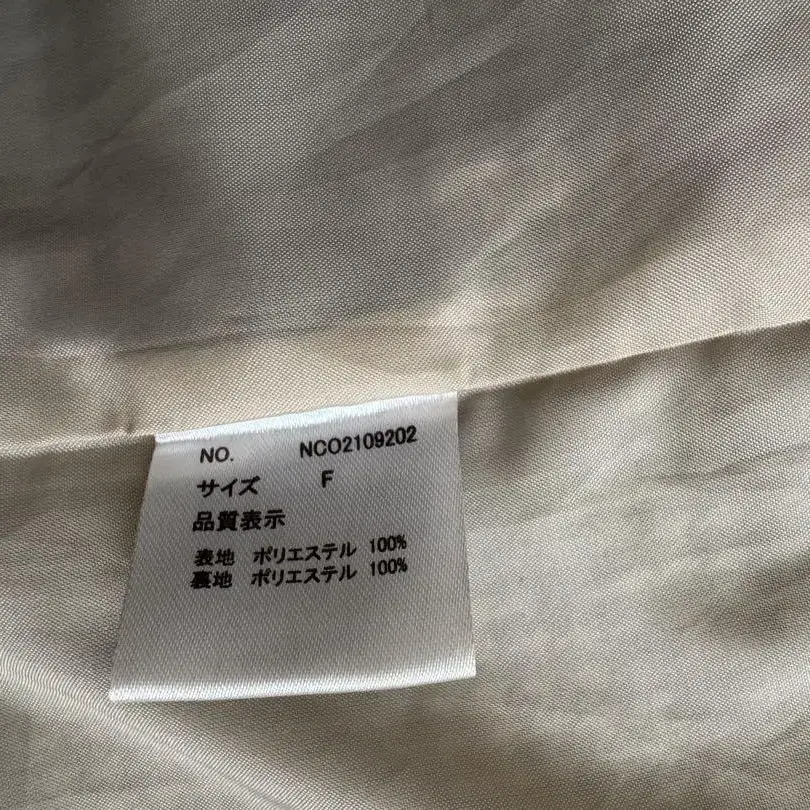 NO. NCO2109202
サイズ F
品質表示
表地 ポリエステル 100%
裏地 ポリエステル 100%